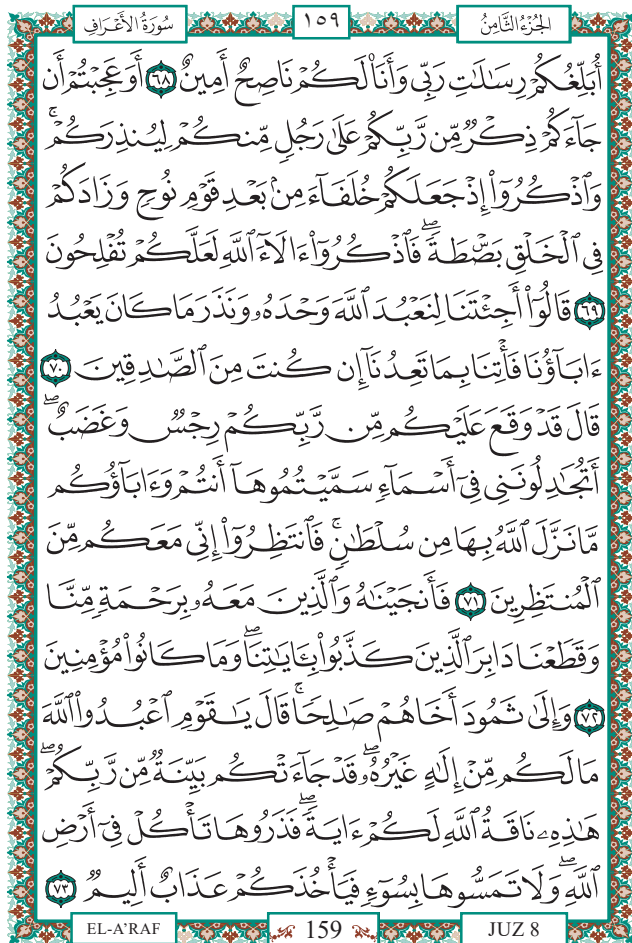 سُورَةُ الْأَعْرَافِ ١٥٩ الجُزْءُ الثَّامِنُ
أُبَلِّغُكُمْ رِسَٰلَٰتِ رَبِّى وَأَنَا۠ لَكُمْ نَاصِحٌ أَمِينٌ ٦٨ أَوَعَجِبْتُمْ أَن
جَآءَكُمْ ذِكْرٌ مِّن رَّبِّكُمْ عَلَىٰ رَجُلٍ مِّنكُمْ لِيُنذِرَكُمْ ۚ
وَٱذْكُرُوٓا۟ إِذْ جَعَلَكُمْ خُلَفَآءَ مِنۢ بَعْدِ قَوْمِ نُوحٍ وَزَادَكُمْ
فِى ٱلْخَلْقِ بَصْۜطَةً ۖ فَٱذْكُرُوٓا۟ ءَالَآءَ ٱللَّهِ لَعَلَّكُمْ تُفْلِحُونَ
٦٩ قَالُوٓا۟ أَجِئْتَنَا لِنَعْبُدَ ٱللَّهَ وَحْدَهُۥ وَنَذَرَ مَا كَانَ يَعْبُدُ
ءَابَآؤُنَا فَأْتِنَا بِمَا تَعِدُنَآ إِن كُنتَ مِنَ ٱلصَّٰدِقِينَ ٧٠
قَالَ قَدْ وَقَعَ عَلَيْكُم مِّن رَّبِّكُمْ رِجْسٌ وَغَضَبٌ ۖ
أَتُجَٰدِلُونَنِى فِىٓ أَسْمَآءٍ سَمَّيْتُمُوهَآ أَنتُمْ وَءَابَآؤُكُم
مَّا نَزَّلَ ٱللَّهُ بِهَا مِن سُلْطَٰنٍ ۚ فَٱنتَظِرُوٓا۟ إِنِّى مَعَكُم مِّنَ
ٱلْمُنتَظِرِينَ ٧١ فَأَنجَيْنَٰهُ وَٱلَّذِينَ مَعَهُۥ بِرَحْمَةٍ مِّنَّا
وَقَطَعْنَا دَابِرَ ٱلَّذِينَ كَذَّبُوا۟ بِـَٔايَٰتِنَا ۖ وَمَا كَانُوا۟ مُؤْمِنِينَ
٧٢ وَإِلَىٰ ثَمُودَ أَخَاهُمْ صَٰلِحًا ۗ قَالَ يَٰقَوْمِ ٱعْبُدُوا۟ ٱللَّهَ
مَا لَكُم مِّنْ إِلَٰهٍ غَيْرُهُۥ ۖ قَدْ جَآءَتْكُم بَيِّنَةٌ مِّن رَّبِّكُمْ ۖ
هَٰذِهِۦ نَاقَةُ ٱللَّهِ لَكُمْ ءَايَةً ۖ فَذَرُوهَا تَأْكُلْ فِىٓ أَرْضِ
ٱللَّهِ ۖ وَلَا تَمَسُّوهَا بِسُوٓءٍ فَيَأْخُذَكُمْ عَذَابٌ أَلِيمٌ ٧٣
EL-A'RAF 159 JUZ 8